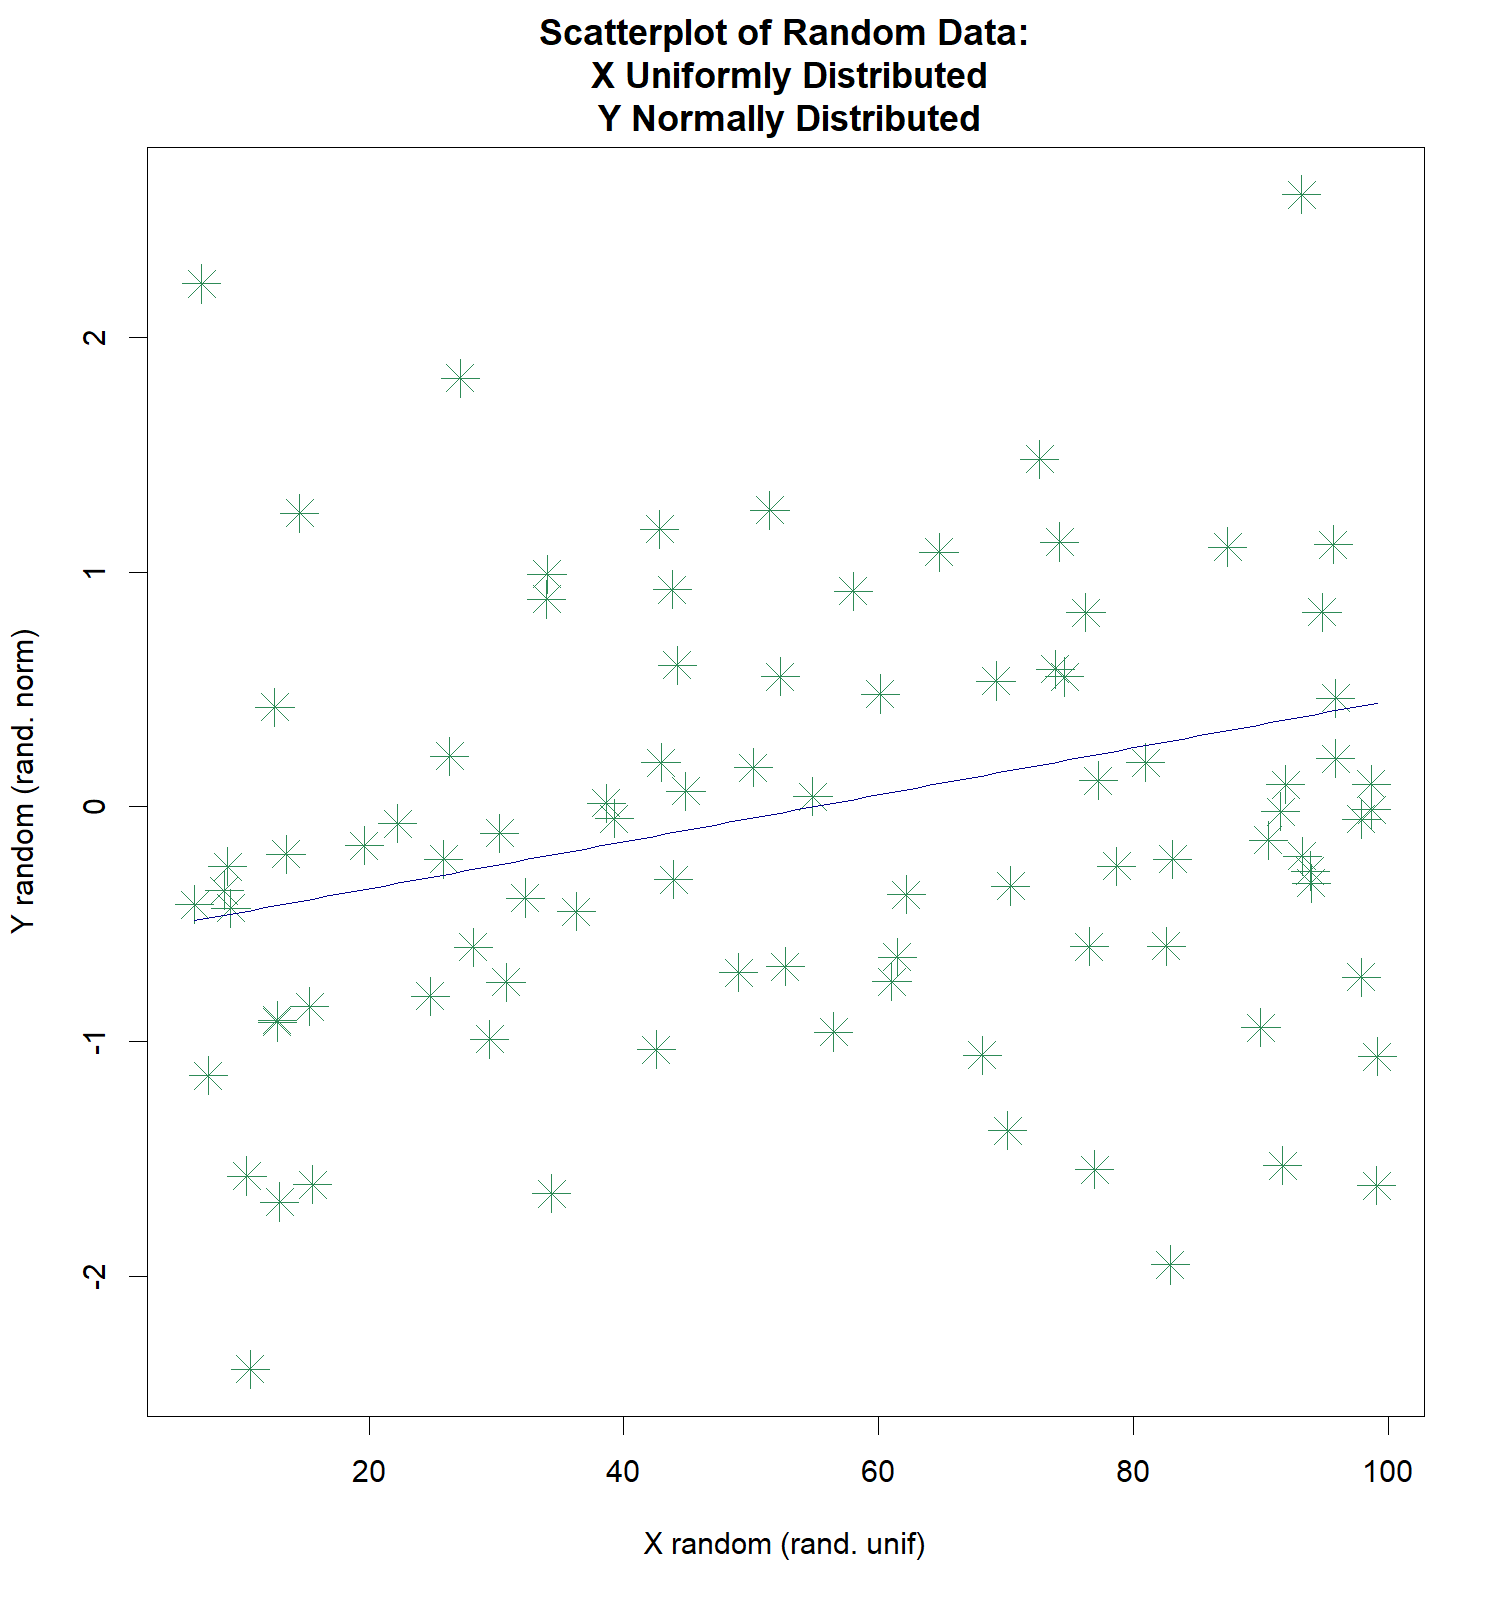 Scatterplot of Random Data:
X Uniformly Distributed
Y Normally Distributed
2
1
0
-1
-2
Y random (rand. norm)
20 40 60 80 100
X random (rand. unif)